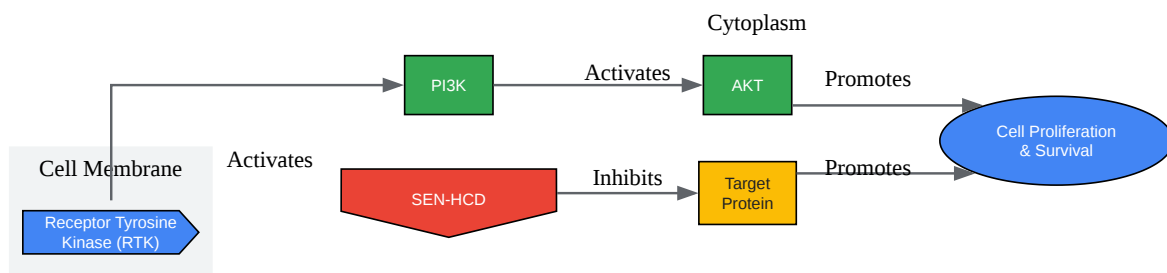 Cytoplasm
PI3K
Activates
AKT
Promotes
Cell Proliferation
& Survival
Cell Membrane
Activates
Receptor Tyrosine
Kinase (RTK)
SEN-HCD
Inhibits
Target
Protein
Promotes